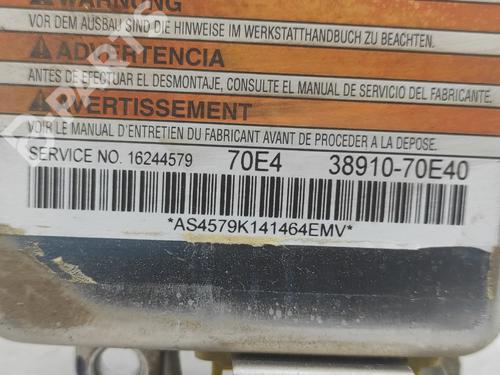 WARNUNG
VOR DEM AUSBAU SIND DIE HINWEISE IM WERKSTATTHANDBUCH ZU BEACHTEN.
ADVERTENCIA
ANTES DE EFECTUAR EL DESMONTAJE, CONSULTE EL MANUAL DE SERVICIO DEL FABRICANTE.
AVERTISSEMENT
VOIR LE MANUAL D'ENTRETIEN DU FABRICANT AVANT DE PROCEDER A LA DEPOSE.
SERVICE NO. 16244579 70E4 38910-70E40
*AS4579K141464EMV*